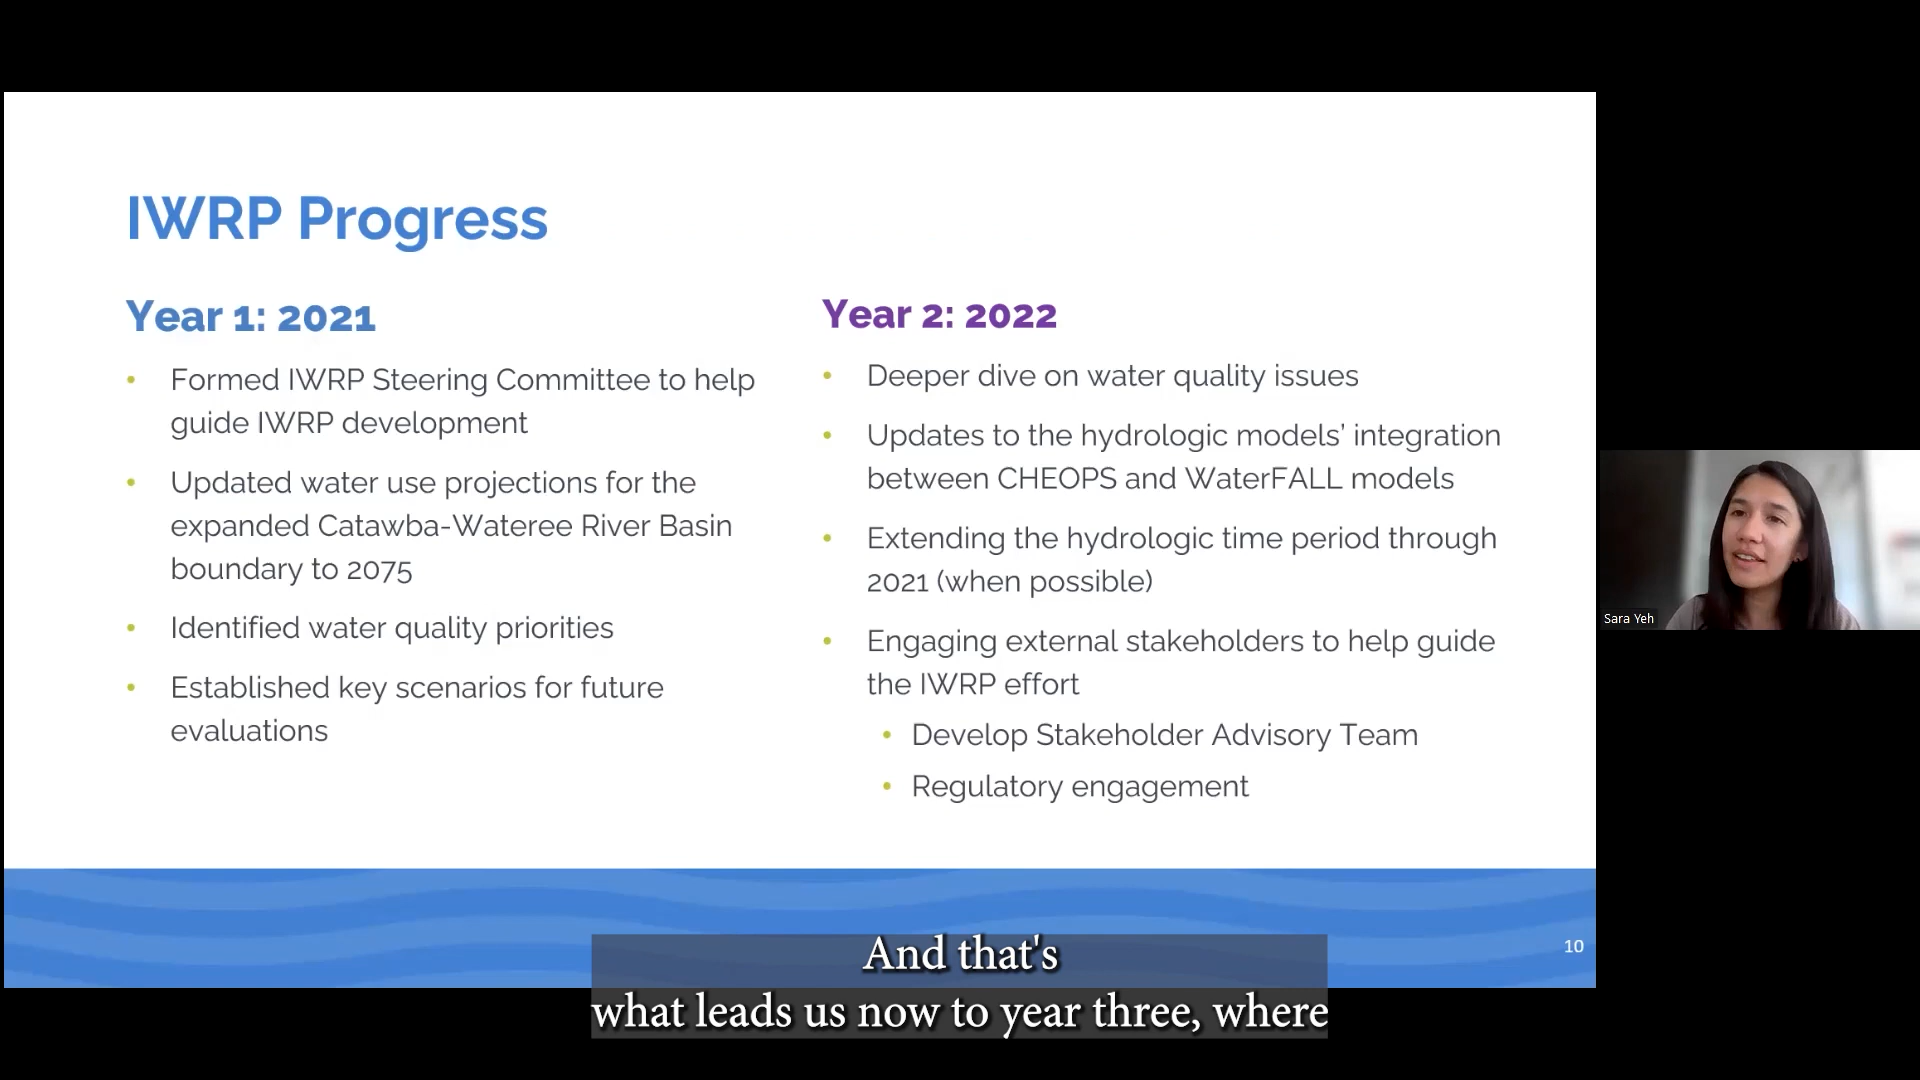 IWRP Progress
Year 1: 2021
• Formed IWRP Steering Committee to help
guide IWRP development
• Updated water use projections for the
expanded Catawba-Wateree River Basin
boundary to 2075
• Identified water quality priorities
• Established key scenarios for future
evaluations
Year 2: 2022
• Deeper dive on water quality issues
• Updates to the hydrologic models’ integration
between CHEOPS and WaterFALL models
• Extending the hydrologic time period through
2021 (when possible)
• Engaging external stakeholders to help guide
the IWRP effort
• Develop Stakeholder Advisory Team
• Regulatory engagement
Sara Yeh
10
And that's
what leads us now to year three, where